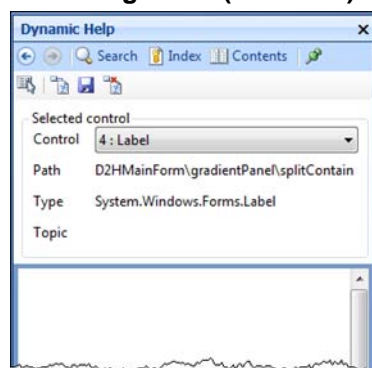 Dynamic Help
Search Index Contents
Selected control
Control 4 : Label
Path D2HMainForm\gradientPanel\splitContain
Type System.Windows.Forms.Label
Topic